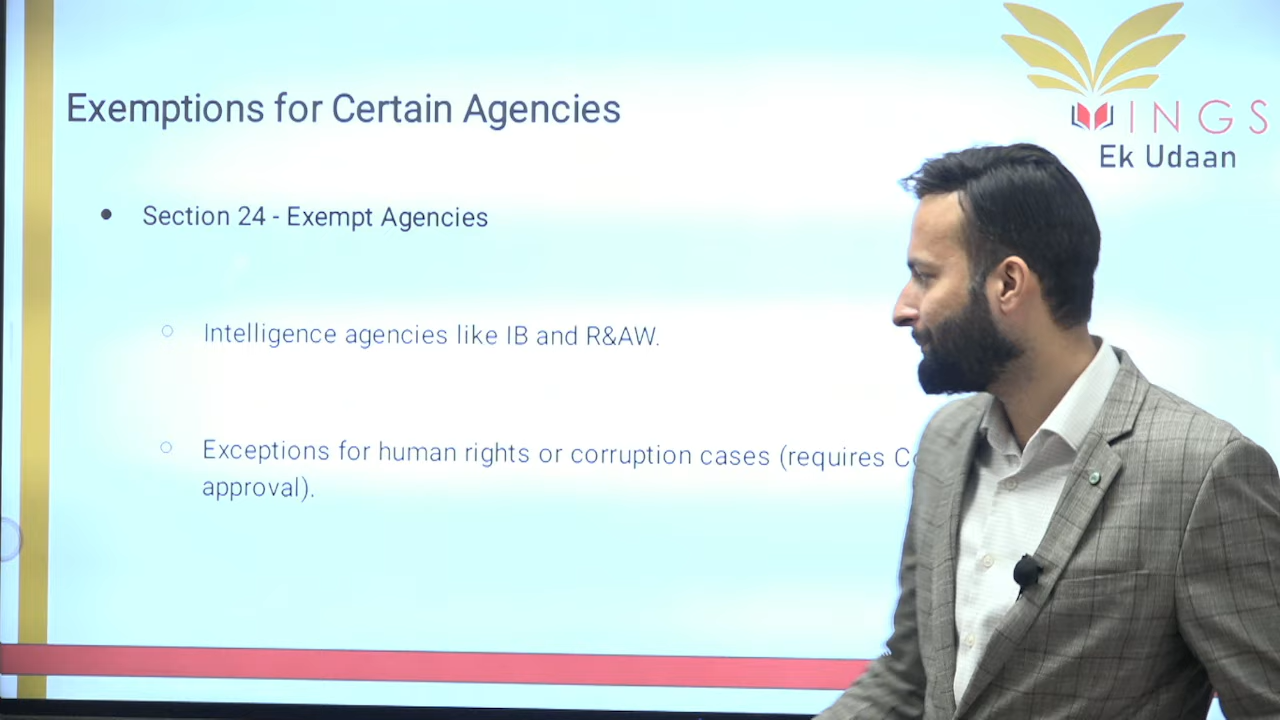 Exemptions for Certain Agencies
WINGS
Ek Udaan
● Section 24 - Exempt Agencies
○ Intelligence agencies like IB and R&AW.
○ Exceptions for human rights or corruption cases (requires
approval).